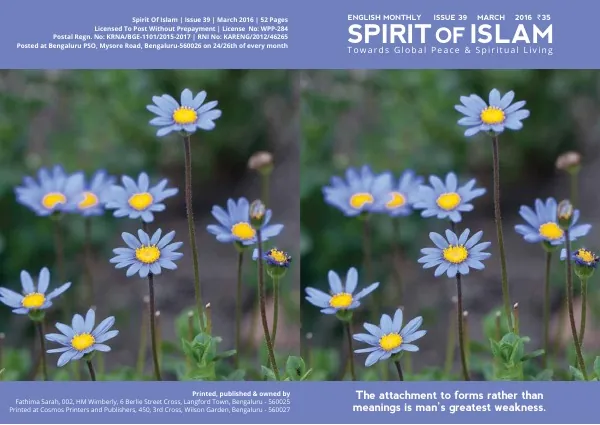 Spirit Of Islam | Issue 39 | March 2016 | 52 Pages
Licensed To Post Without Prepayment | License No: WPP-284
Postal Regn. No: KRNA/BGE-1101/2015-2017 | RNI No: KARENG/2012/46265
Posted at Bengaluru PSO, Mysore Road, Bengaluru-560026 on 24/26th of every month
ENGLISH MONTHLY ISSUE 39 MARCH 2016 ₹35
SPIRIT OF ISLAM
Towards Global Peace & Spiritual Living
Printed, published & owned by
Fathima Sarah, 002, HM Wimberly, 6 Berlie Street Cross, Langford Town, Bengaluru - 560025
Printed at Cosmos Printers and Publishers, 450, 3rd Cross, Wilson Garden, Bengaluru - 560027
The attachment to forms rather than
meanings is man's greatest weakness.